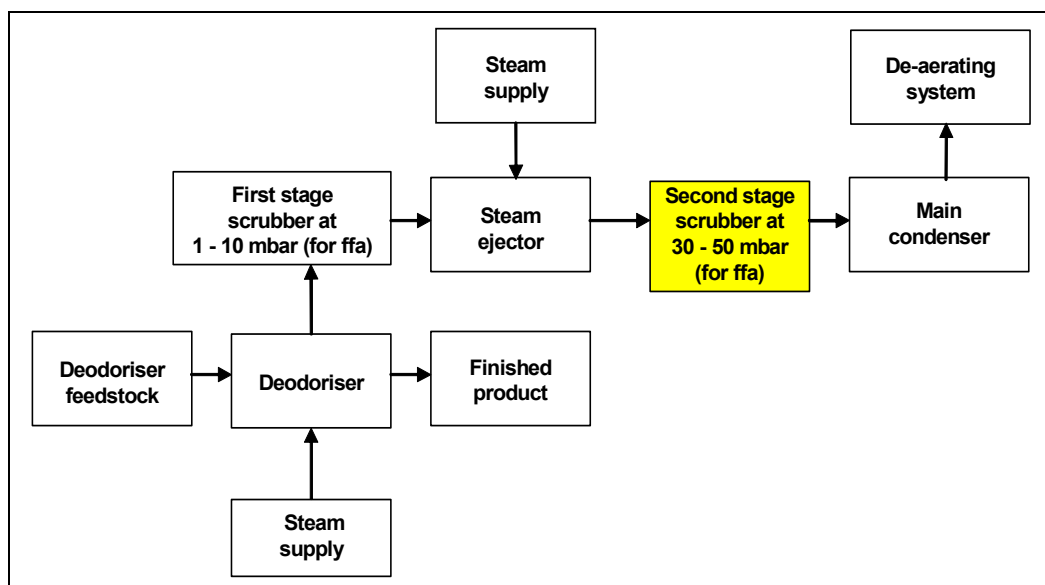 Steam
supply
De-aerating
system
First stage
scrubber at
1 - 10 mbar (for ffa)
Steam
ejector
Second stage
scrubber at
30 - 50 mbar
(for ffa)
Main
condenser
Deodoriser
feedstock
Deodoriser
Finished
product
Steam
supply